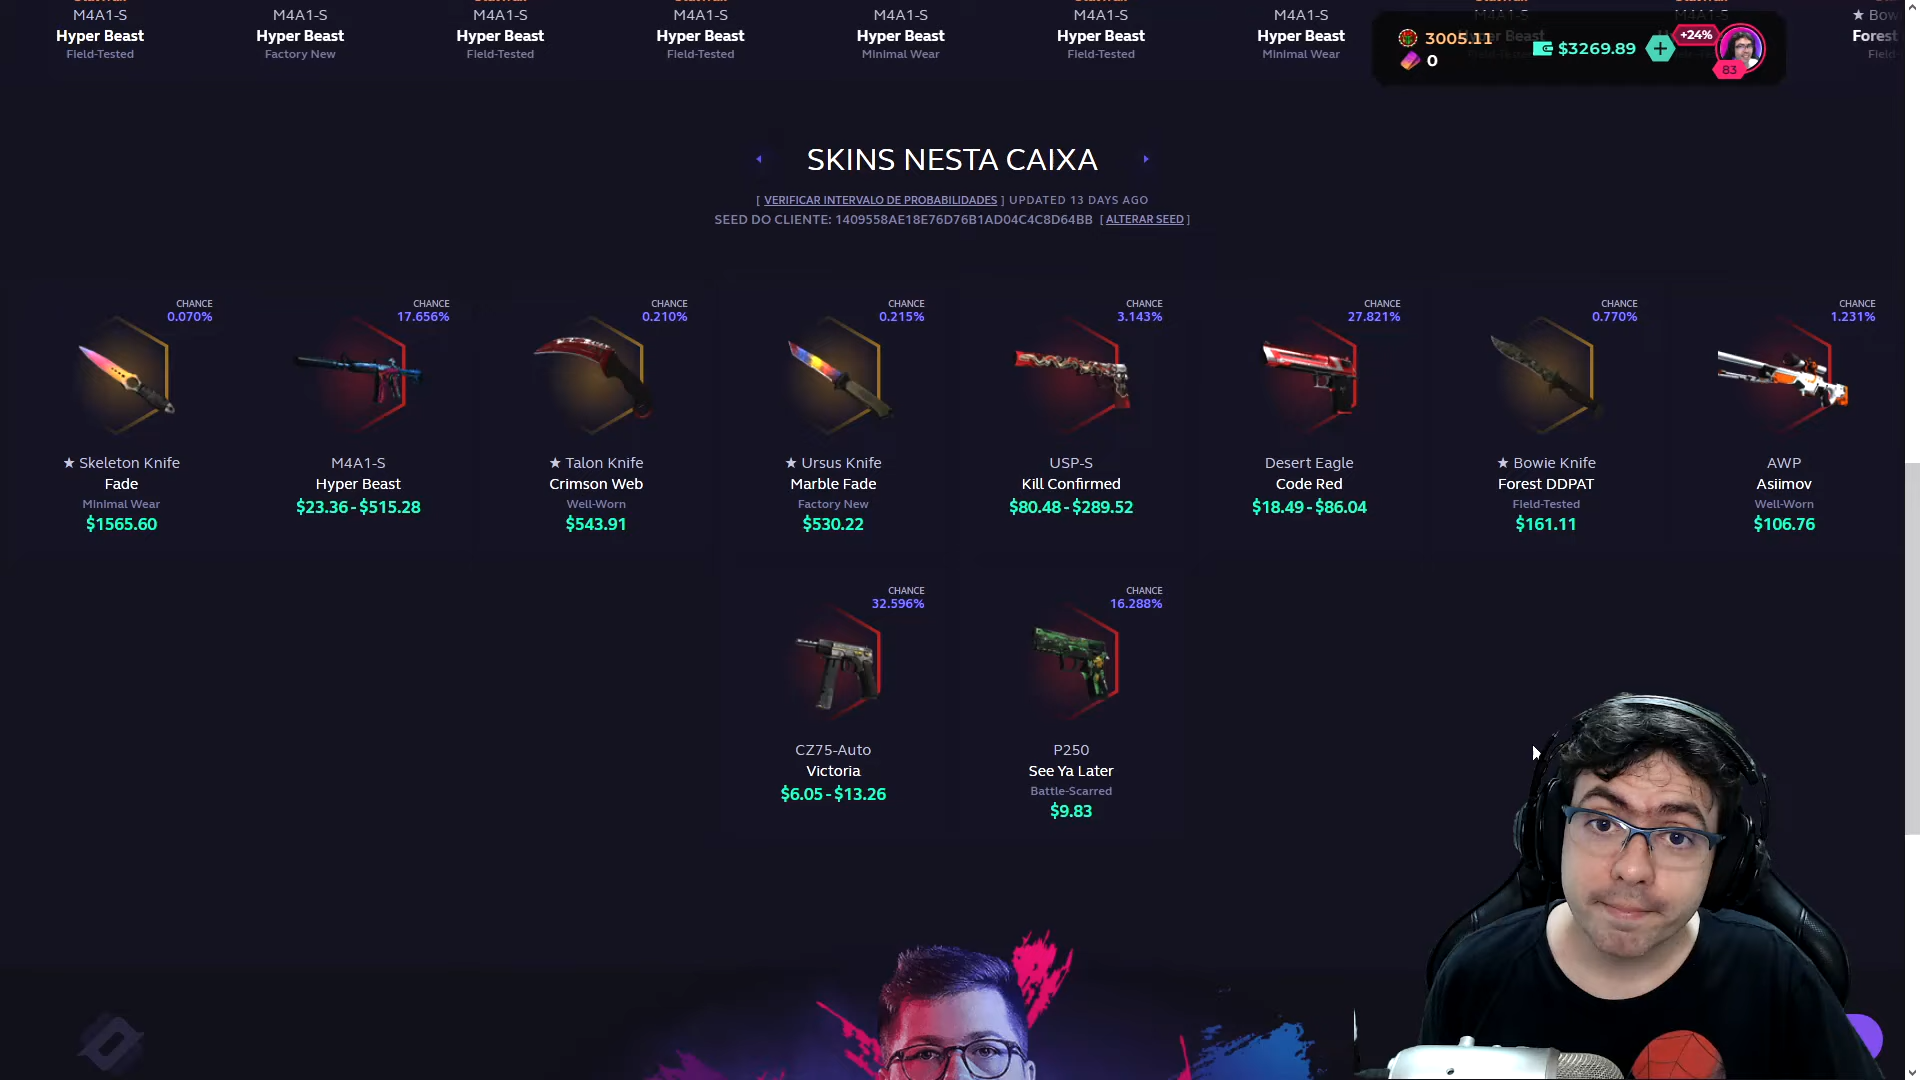 M4A1-S
Hyper Beast
Field-Tested
M4A1-S
Hyper Beast
Factory New
M4A1-S
Hyper Beast
Field-Tested
M4A1-S
Hyper Beast
Field-Tested
M4A1-S
Hyper Beast
Minimal Wear
M4A1-S
Hyper Beast
Field-Tested
M4A1-S
Hyper Beast
Minimal Wear
M4A1-S
M4A1-S
★ Bow
Forest
Field-
3005.11
0
$3269.89
+
+24%
83
SKINS NESTA CAIXA
[ VERIFICAR INTERVALO DE PROBABILIDADES ] UPDATED 13 DAYS AGO
SEED DO CLIENTE: 1409558AE18E76D76B1AD04C4C8D64BB [ ALTERAR SEED ]
CHANCE
0.070%
★ Skeleton Knife
Fade
Minimal Wear
$1565.60
CHANCE
17.656%
M4A1-S
Hyper Beast
$23.36 - $515.28
CHANCE
0.210%
★ Talon Knife
Crimson Web
Well-Worn
$543.91
CHANCE
0.215%
★ Ursus Knife
Marble Fade
Factory New
$530.22
CHANCE
3.143%
USP-S
Kill Confirmed
$80.48 - $289.52
CHANCE
27.821%
Desert Eagle
Code Red
$18.49 - $86.04
CHANCE
0.770%
★ Bowie Knife
Forest DDPAT
Field-Tested
$161.11
CHANCE
1.231%
AWP
Asiimov
Well-Worn
$106.76
CHANCE
32.596%
CZ75-Auto
Victoria
$6.05 - $13.26
CHANCE
16.288%
P250
See Ya Later
Battle-Scarred
$9.83